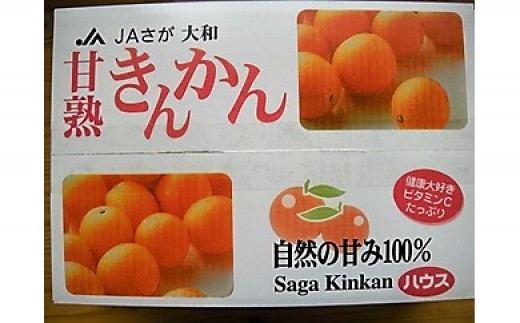 JA JAさが 大和
甘熟きんかん
健康大好き
ビタミンC
たっぷり
自然の甘み100%
Saga Kinkan ハウス